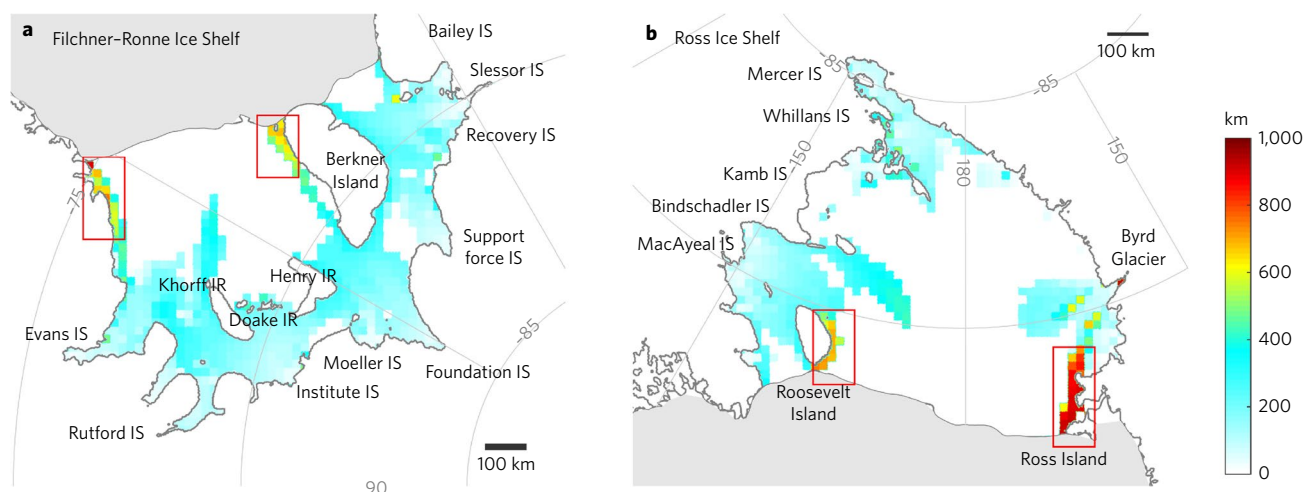 a
Filchner–Ronne Ice Shelf
Bailey IS
Slessor IS
Recovery IS
Berkner
Island
-75
Support
force IS
Khorff IR
Henry IR
Doake IR
Evans IS
Moeller IS
-85
Foundation IS
Institute IS
Rutford IS
100 km
90
b
Ross Ice Shelf
100 km
-85
-85
Mercer IS
Whillans IS
-150
180
150
Kamb IS
Bindschadler IS
MacAyeal IS
Byrd
Glacier
Roosevelt
Island
Ross Island
km
1,000
800
600
400
200
0